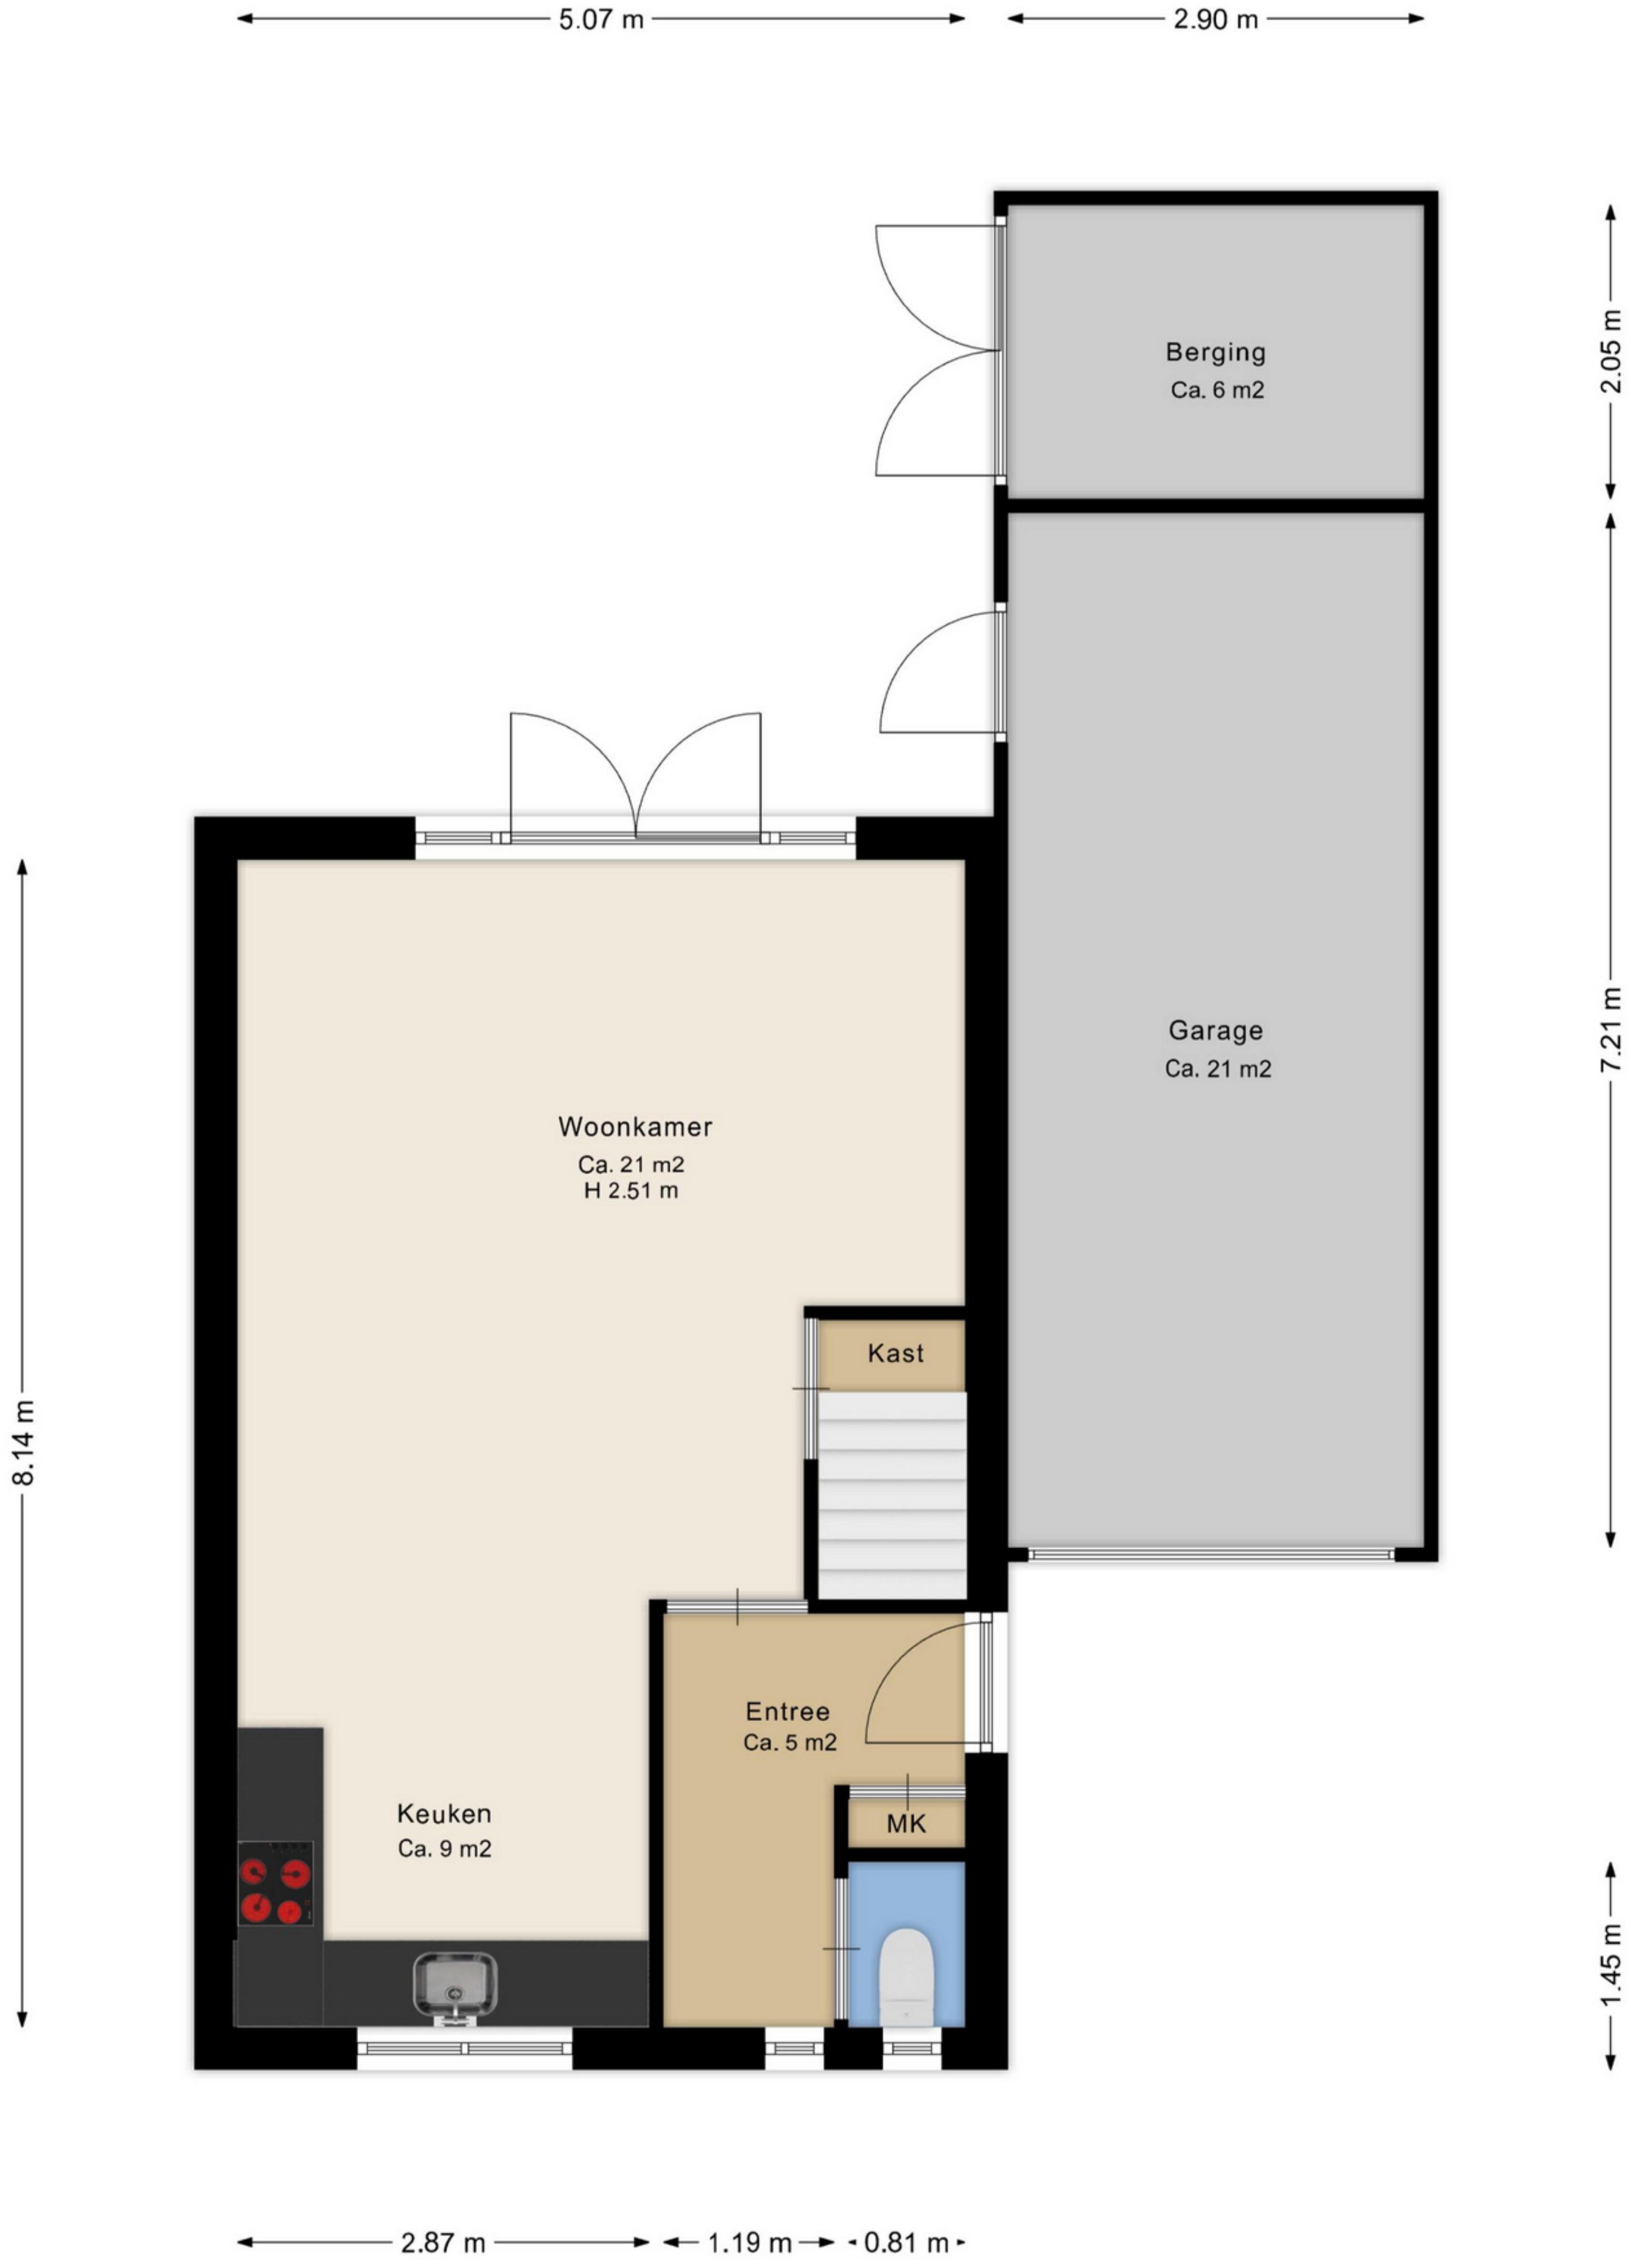 5.07 m
2.90 m
Berging
Ca. 6 m2
2.05 m
Garage
Ca. 21 m2
7.21 m
Woonkamer
Ca. 21 m2
H 2.51 m
8.14 m
Kast
Entree
Ca. 5 m2
Keuken
Ca. 9 m2
MK
1.45 m
2.87 m
1.19 m
0.81 m